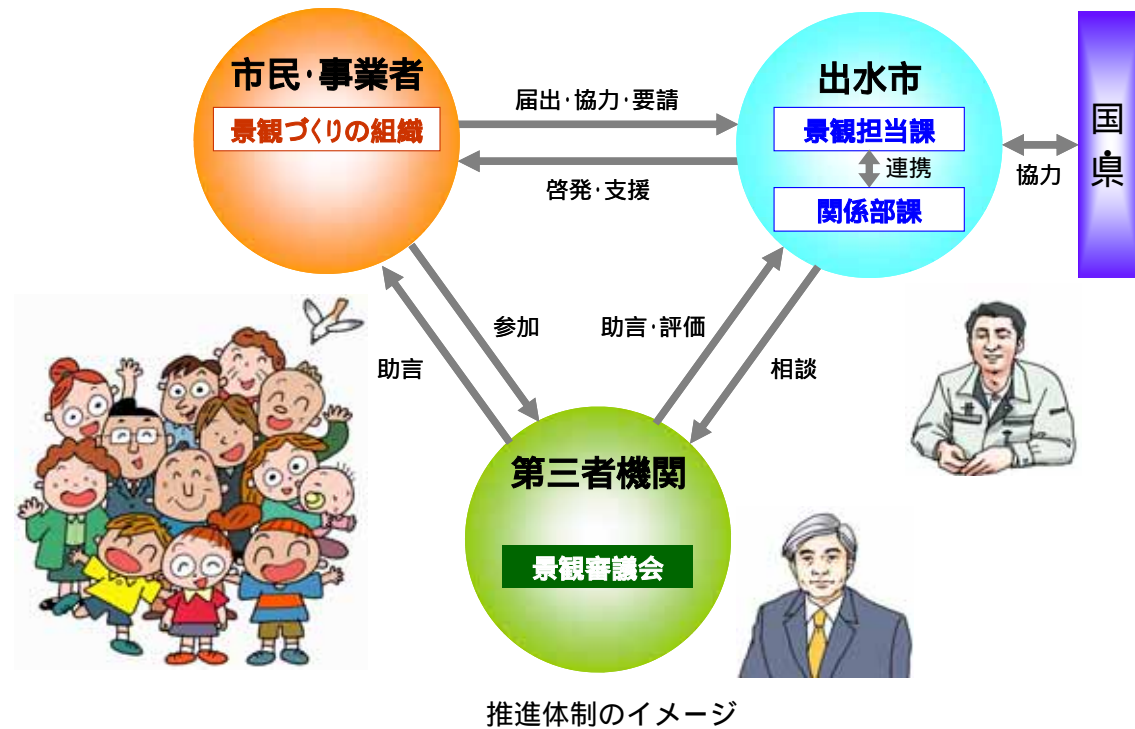 市民・事業者
景観づくりの組織
届出・協力・要請
啓発・支援
出水市
景観担当課
連携
関係部課
協力
国・県
参加
助言
助言・評価
相談
第三者機関
景観審議会
推進体制のイメージ